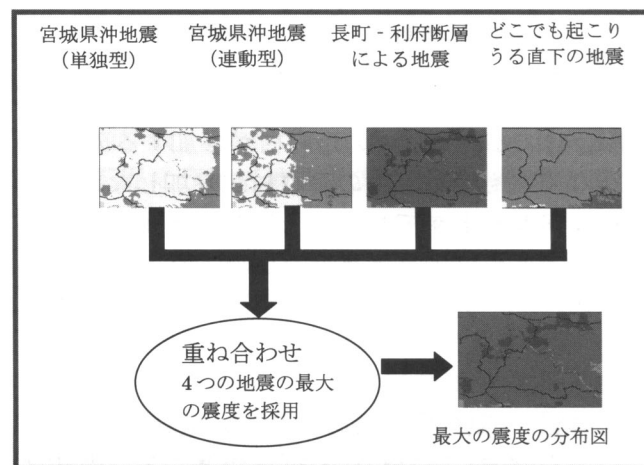 宮城県沖地震
（単独型）
宮城県沖地震
（連動型）
長町‐利府断層
による地震
どこでも起こり
うる直下の地震
重ね合わせ
4つの地震の最大
の震度を採用
最大の震度の分布図